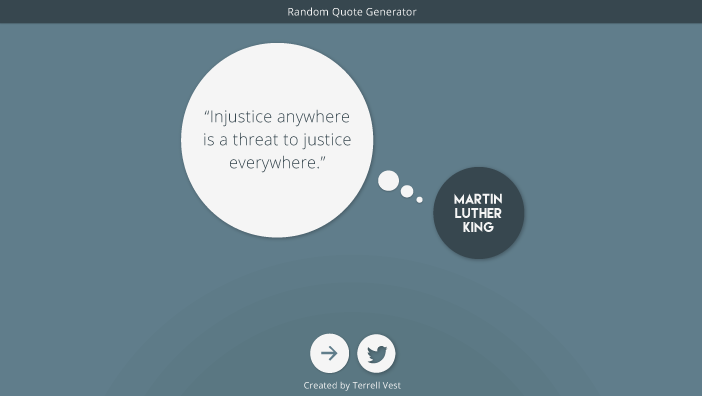 Random Quote Generator
“Injustice anywhere
is a threat to justice
everywhere.”
MARTIN
LUTHER
KING
Created by Terrell Vest